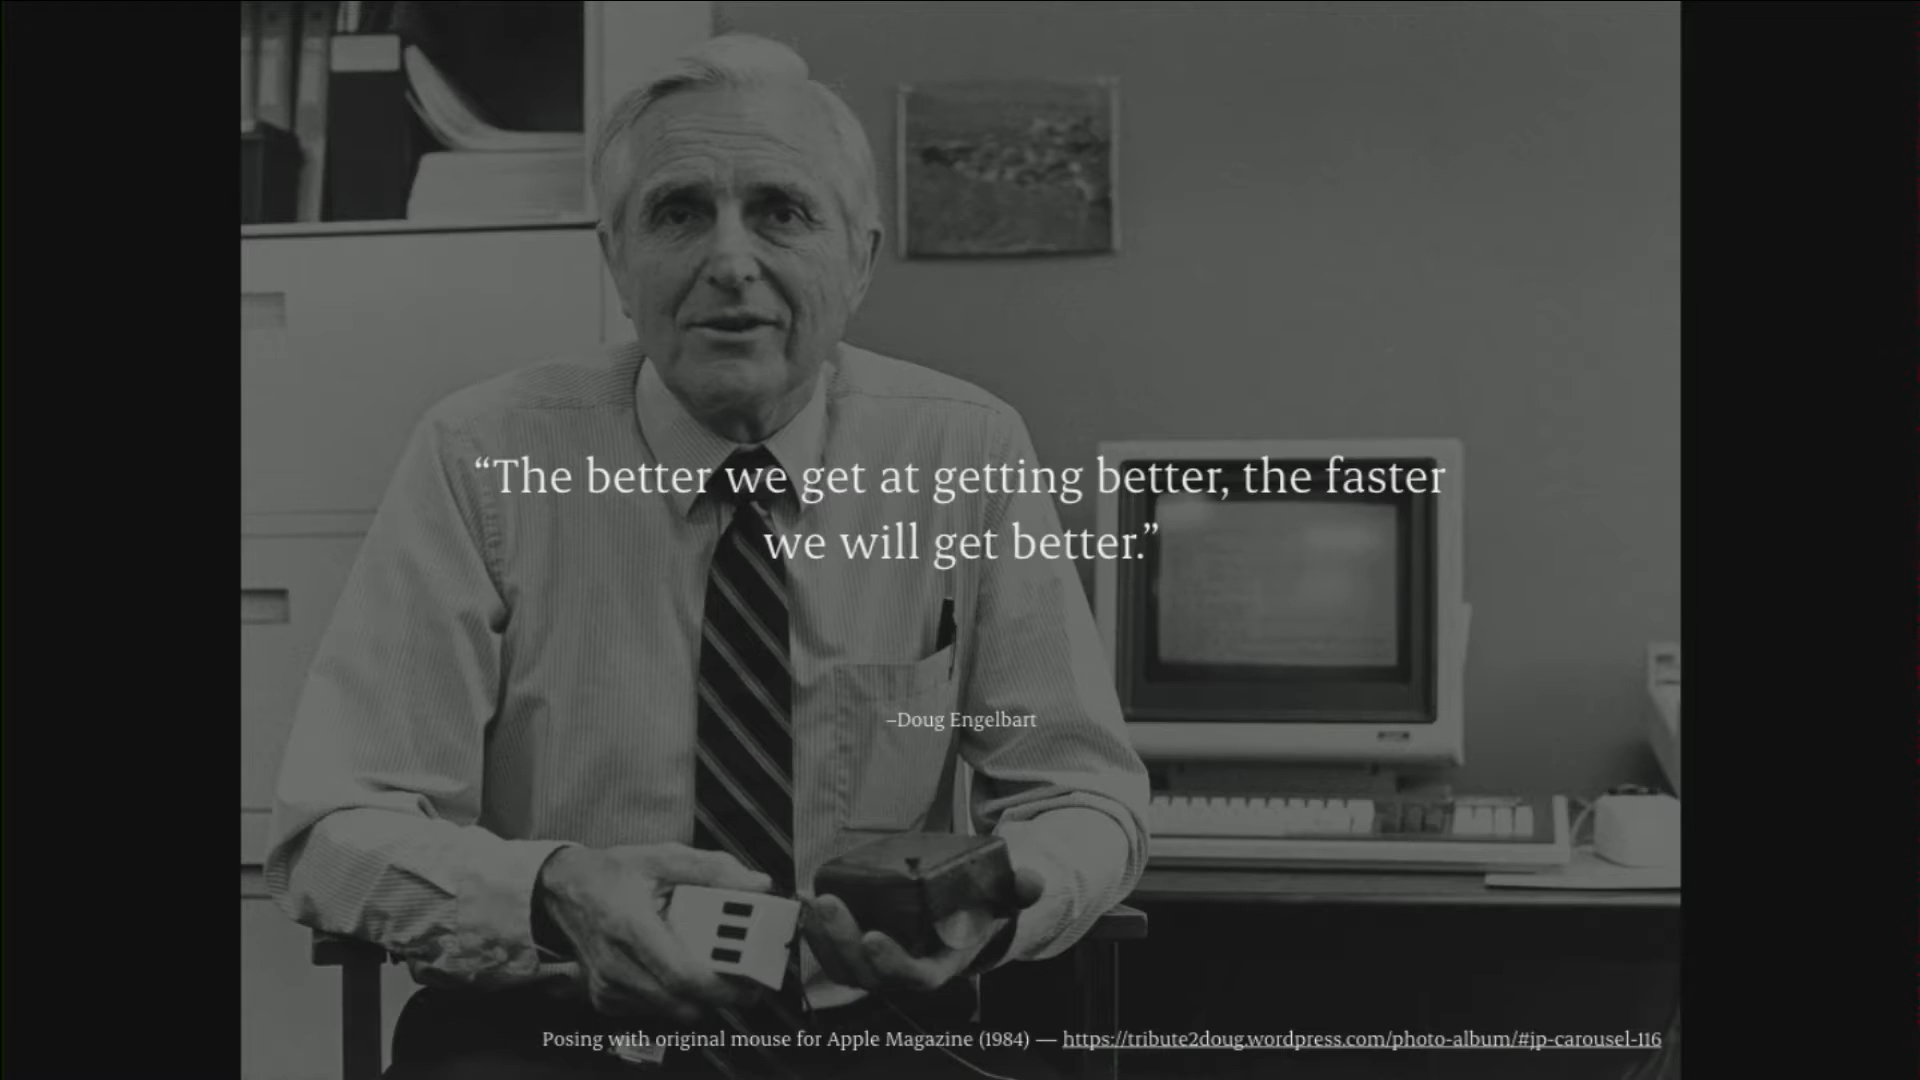 “The better we get at getting better, the faster
we will get better.”
–Doug Engelbart
Posing with original mouse for Apple Magazine (1984) — https://tribute2doug.wordpress.com/photo-album/#jp-carousel-116